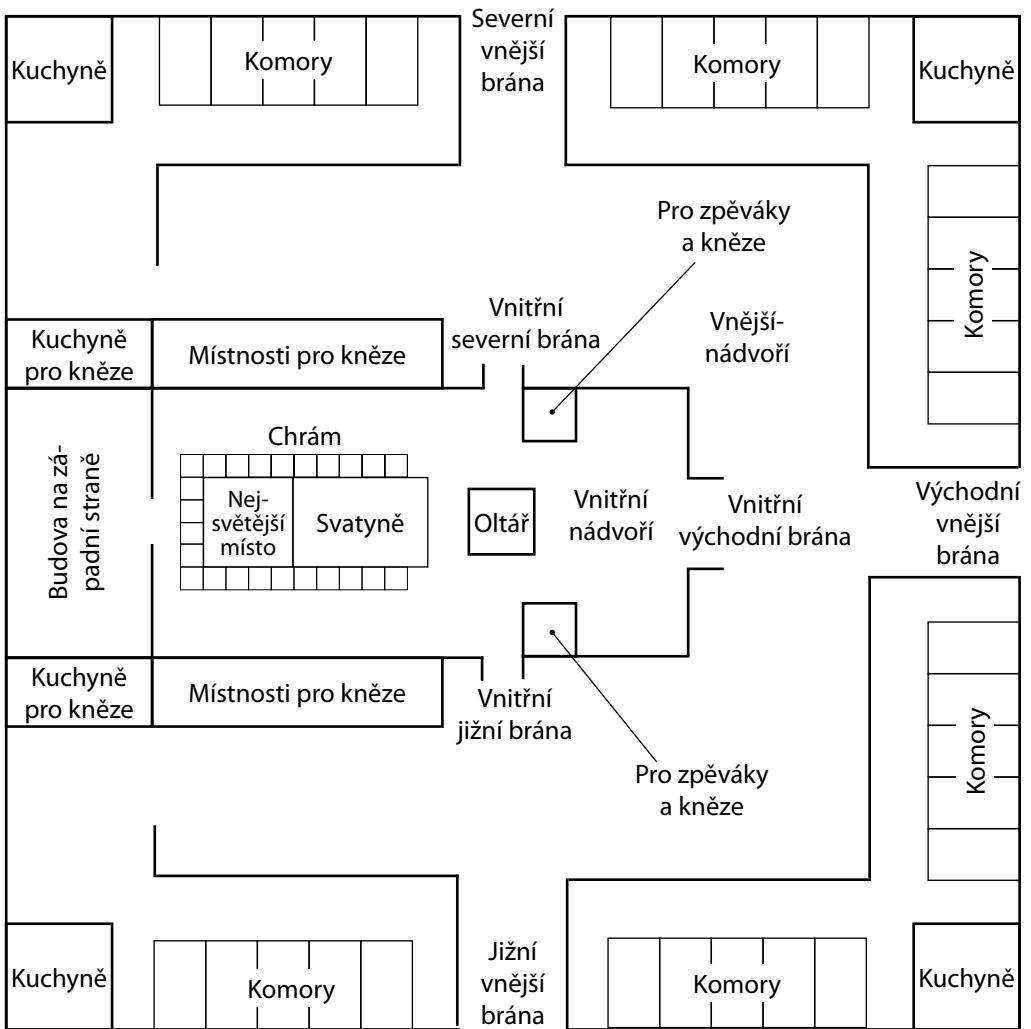 Severní
vnější
brána
Kuchyně
Komory
Komory
Kuchyně
Pro zpěváky
a kněze
Komory
Vnitřní
severní brána
Vnější-
nádvoří
Kuchyně
pro kněze
Místnosti pro kněze
Chrám
Budova na zá-
padní straně
Nej-
světější
místo
Svatyně
Oltář
Vnitřní
nádvoří
Vnitřní
východní brána
Východní
vnější
brána
Kuchyně
pro kněze
Místnosti pro kněze
Vnitřní
jižní brána
Komory
Pro zpěváky
a kněze
Kuchyně
Komory
Jižní
vnější
brána
Komory
Kuchyně